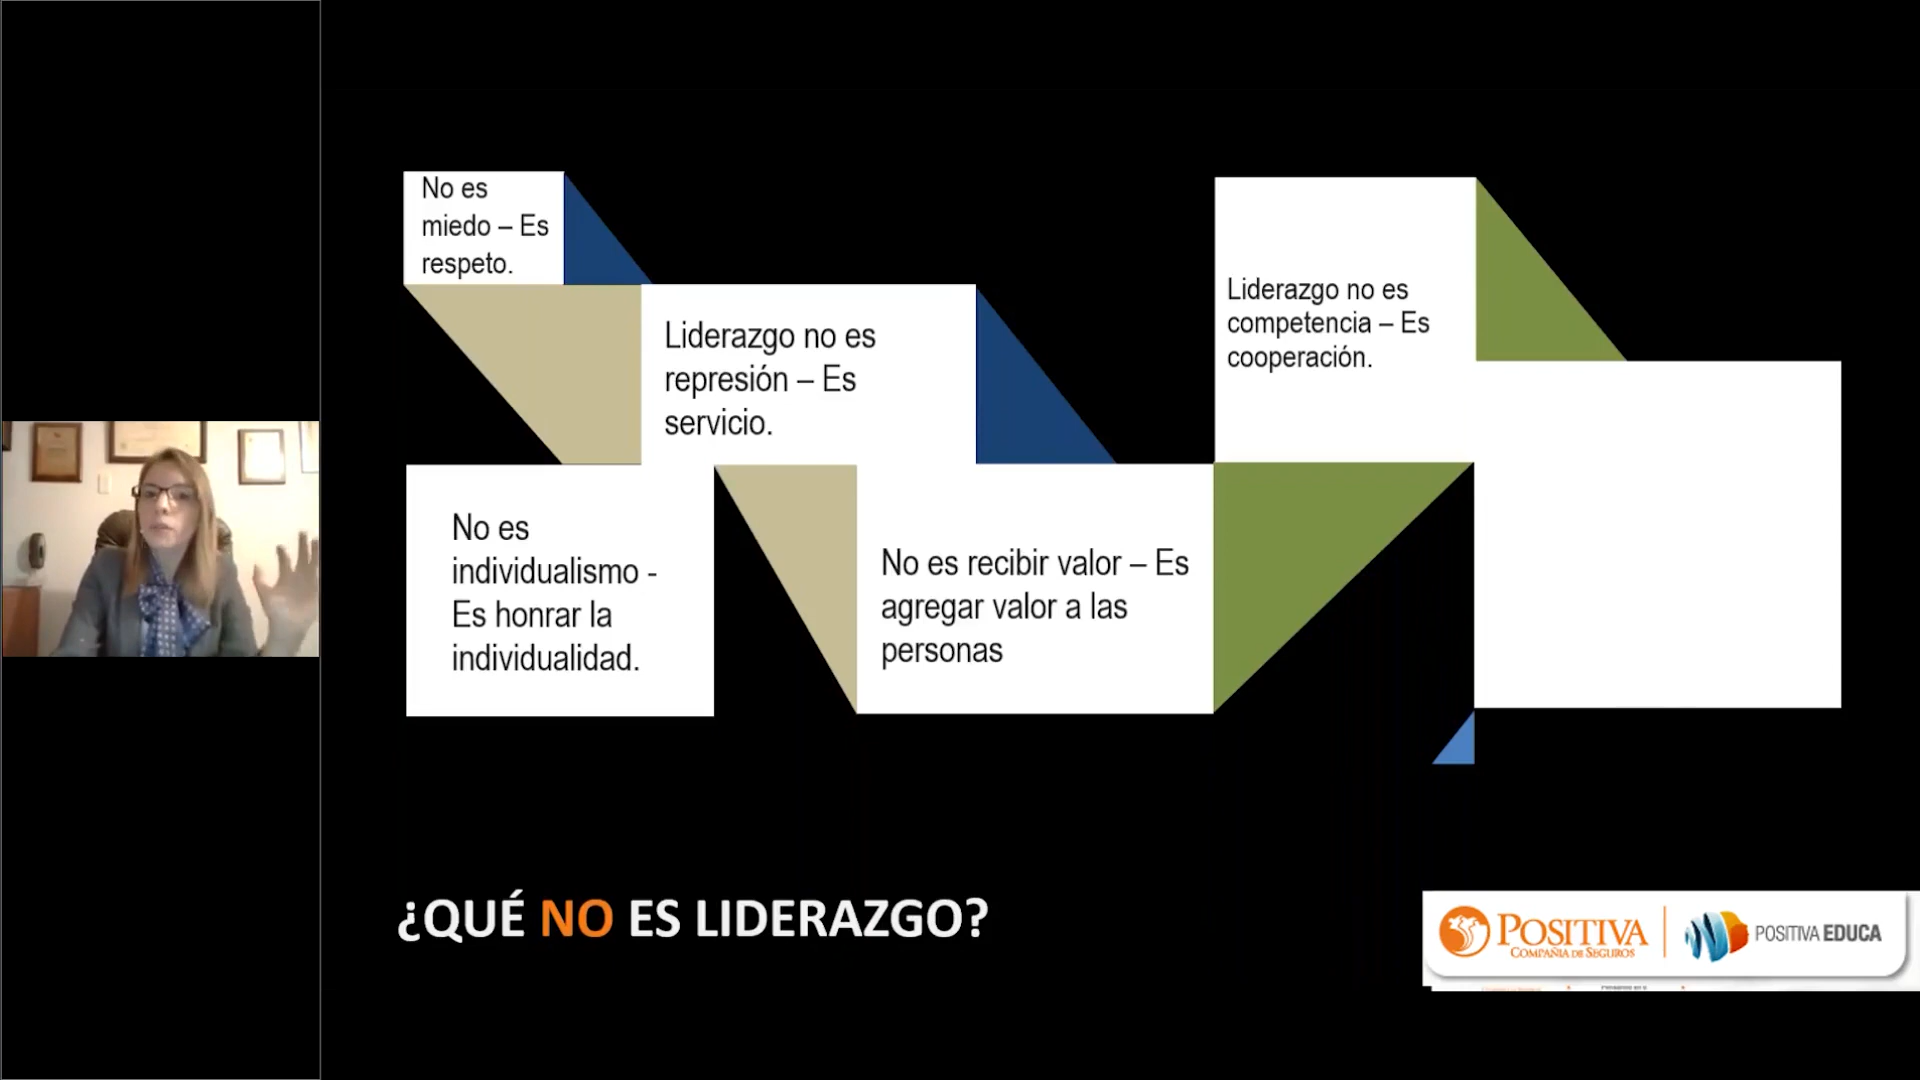 No es
miedo – Es
respeto.
Liderazgo no es
represión – Es
servicio.
Liderazgo no es
competencia – Es
cooperación.
No es
individualismo -
Es honrar la
individualidad.
No es recibir valor – Es
agregar valor a las
personas
¿QUÉ NO ES LIDERAZGO?
POSITIVA
COMPAÑIA DE SEGUROS
POSITIVA EDUCA